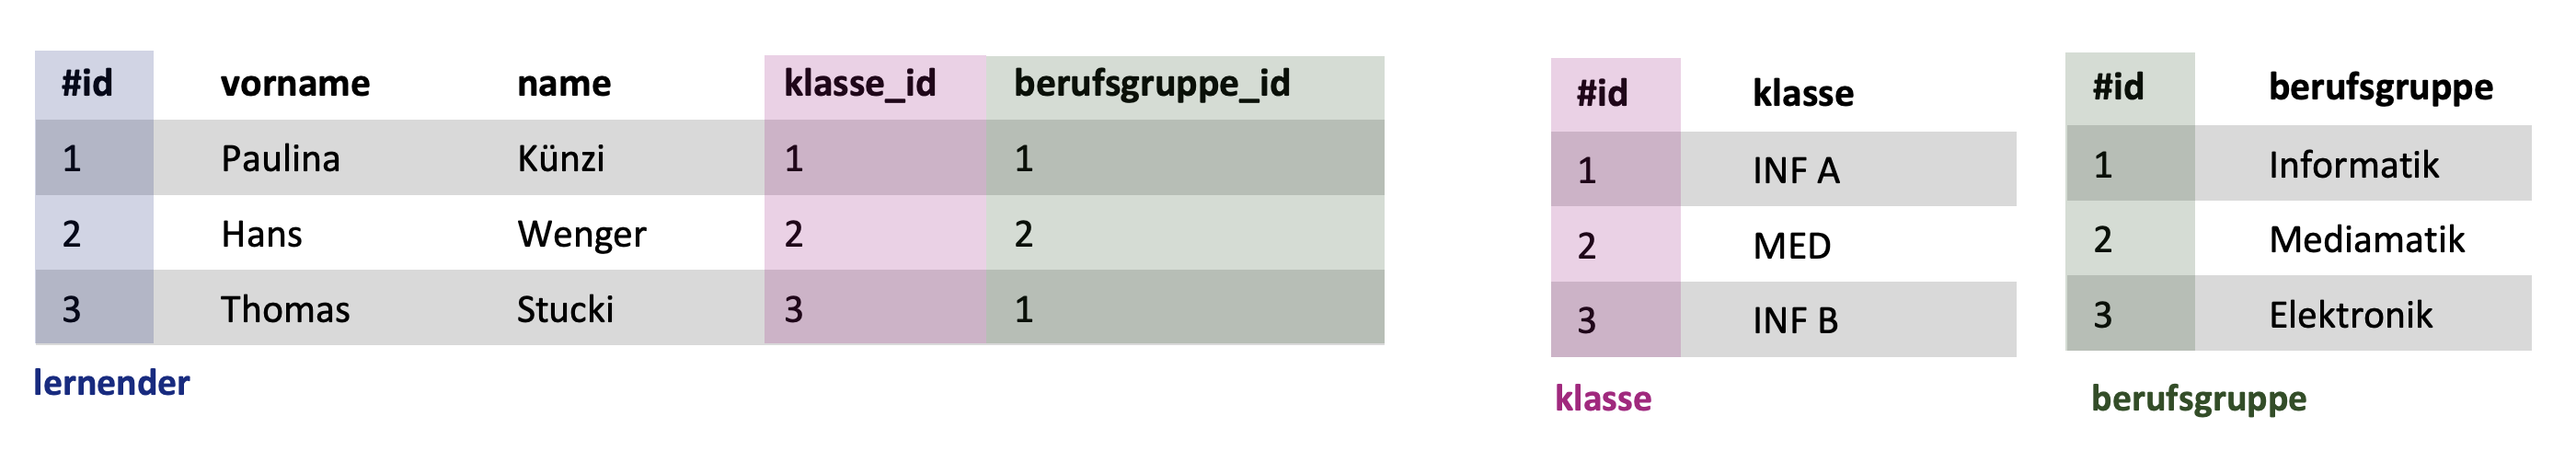 #id vorname name klasse_id berufsgruppe_id
1 Paulina Künzi 1 1
2 Hans Wenger 2 2
3 Thomas Stucki 3 1
lernender
#id klasse
1 INF A
2 MED
3 INF B
klasse
#id berufsgruppe
1 Informatik
2 Mediamatik
3 Elektronik
berufsgruppe